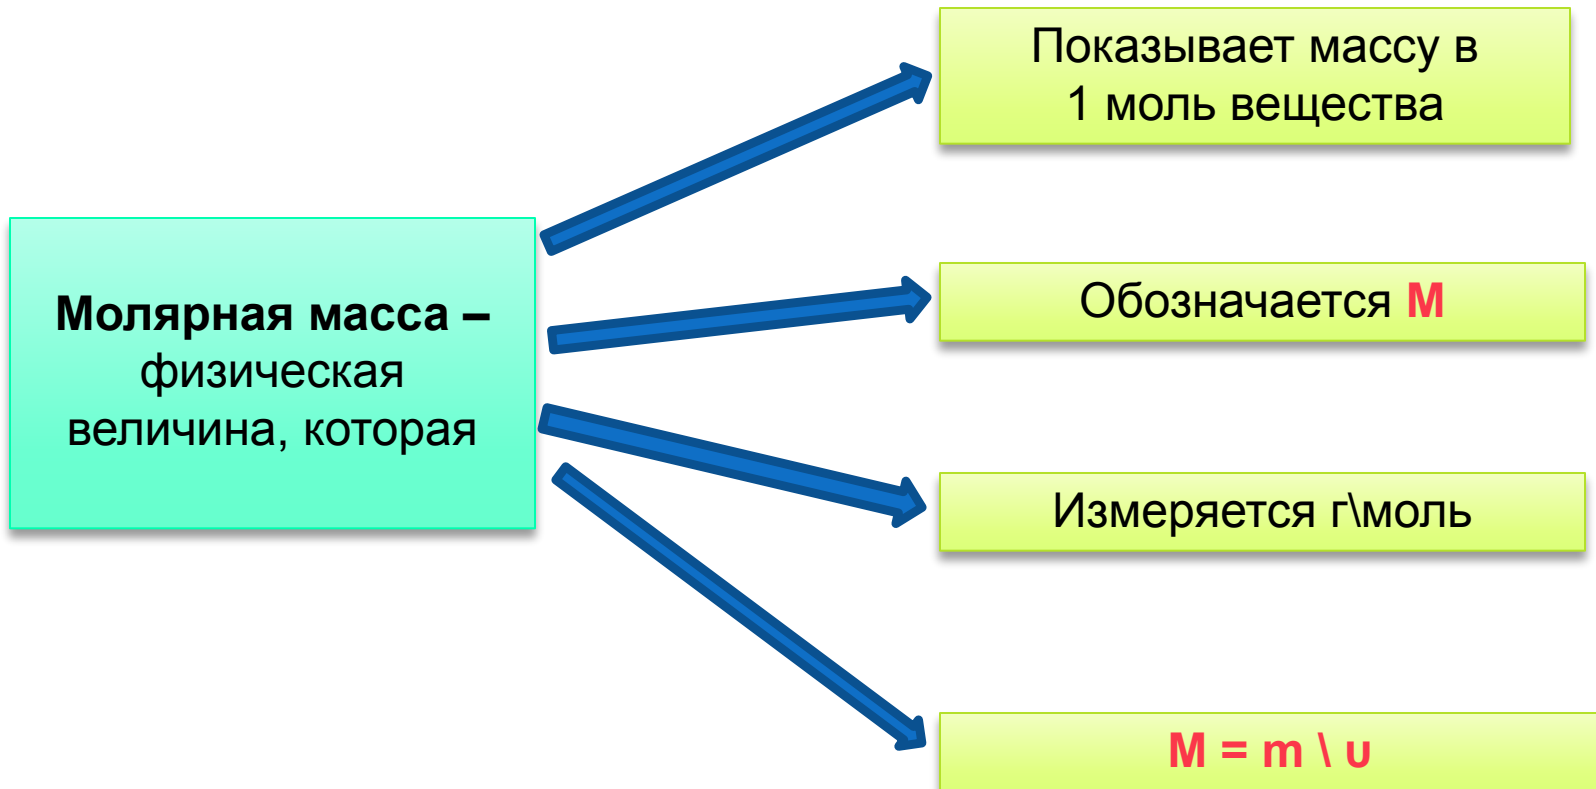 Показывает массу в
1 моль вещества
Молярная масса –
физическая
величина, которая
Обозначается М
Измеряется г\моль
M = m \ υ